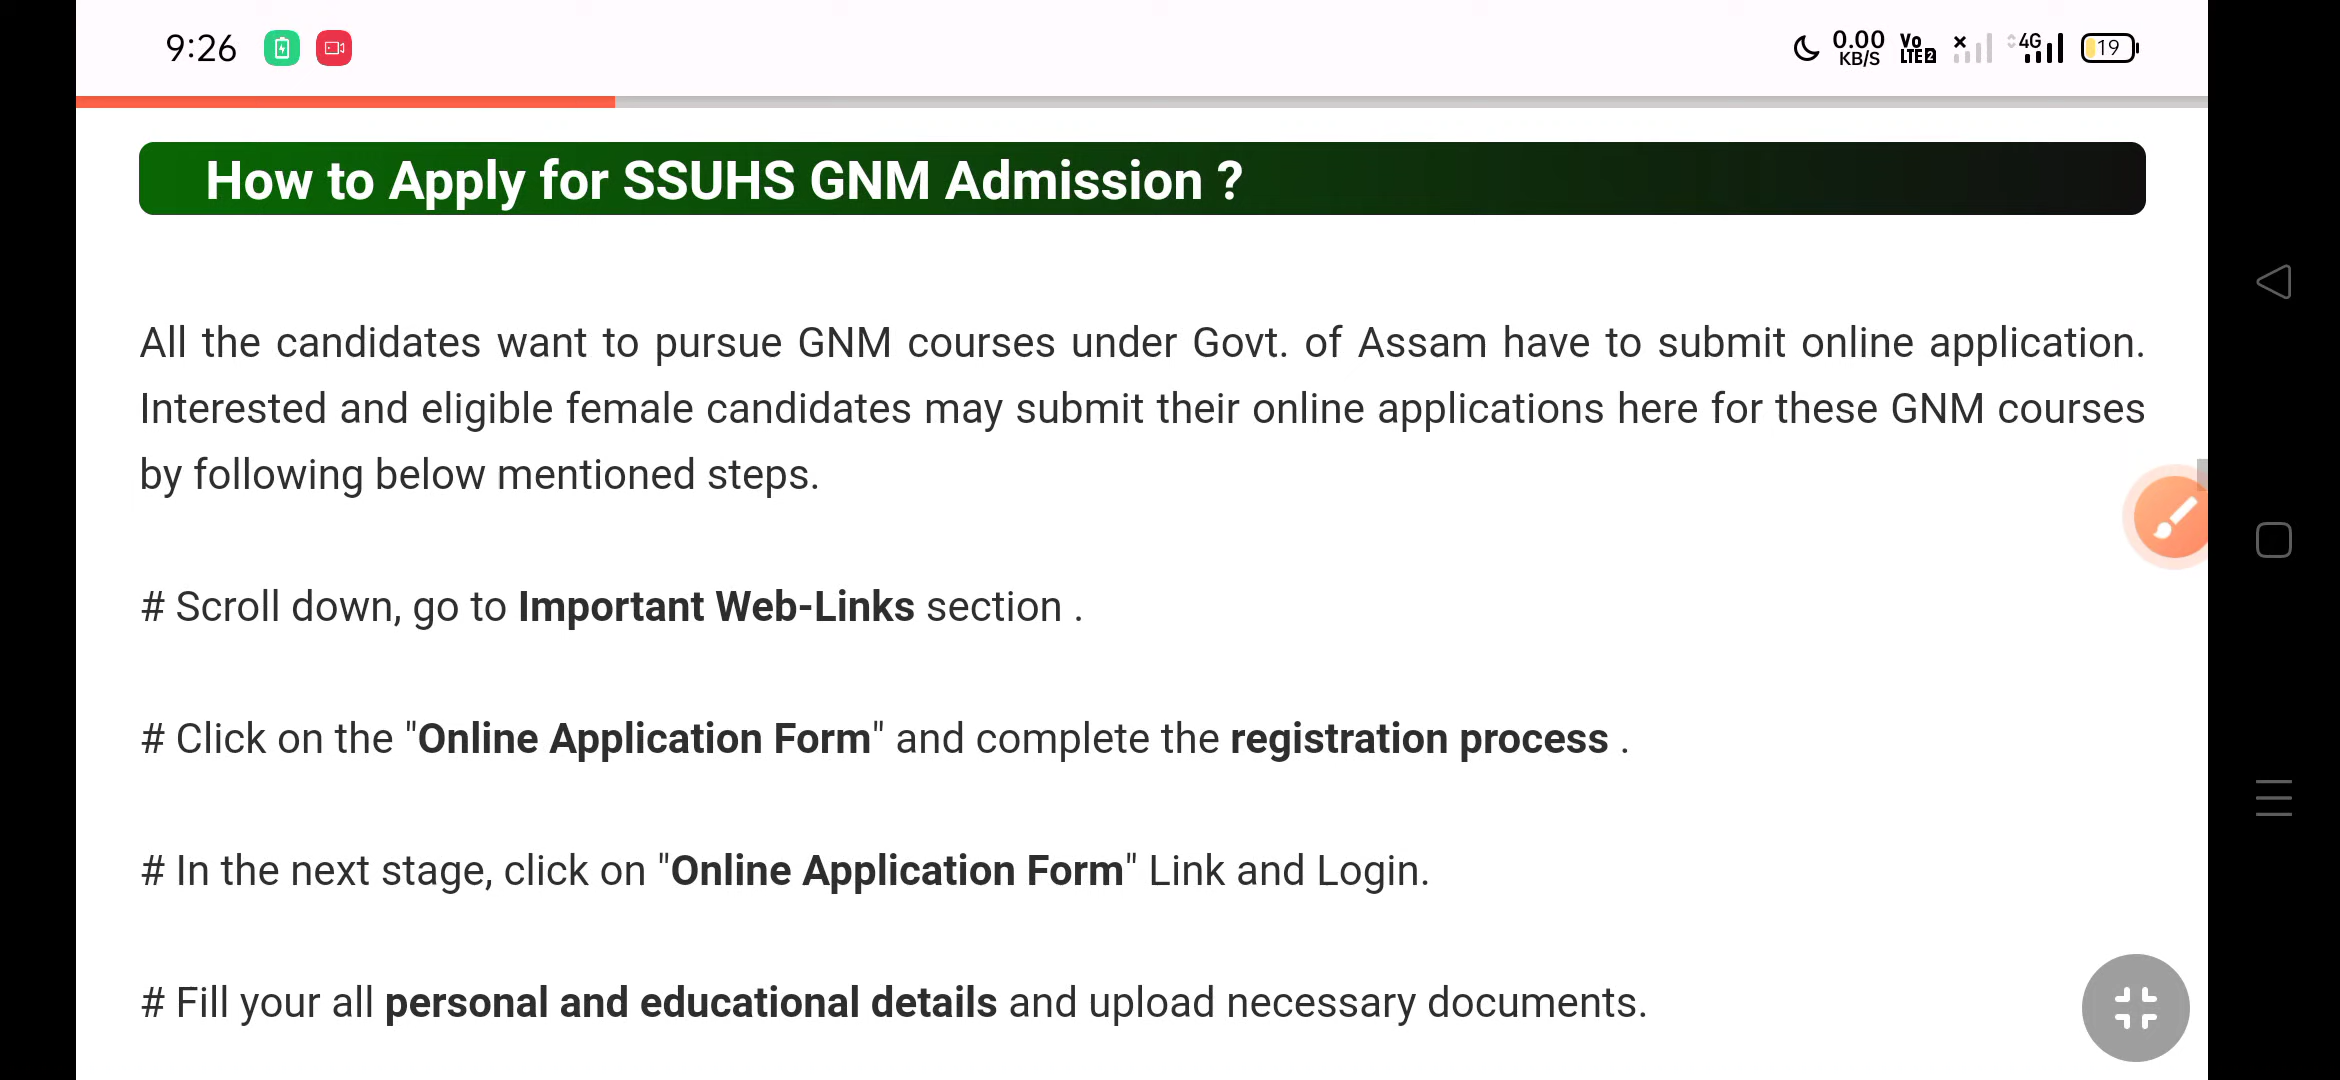 9:26
0.00
KB/S
Vo
LTE 2
4G
19
How to Apply for SSUHS GNM Admission ?
All the candidates want to pursue GNM courses under Govt. of Assam have to submit online application.
Interested and eligible female candidates may submit their online applications here for these GNM courses
by following below mentioned steps.
# Scroll down, go to Important Web-Links section .
# Click on the "Online Application Form" and complete the registration process .
# In the next stage, click on "Online Application Form" Link and Login.
# Fill your all personal and educational details and upload necessary documents.